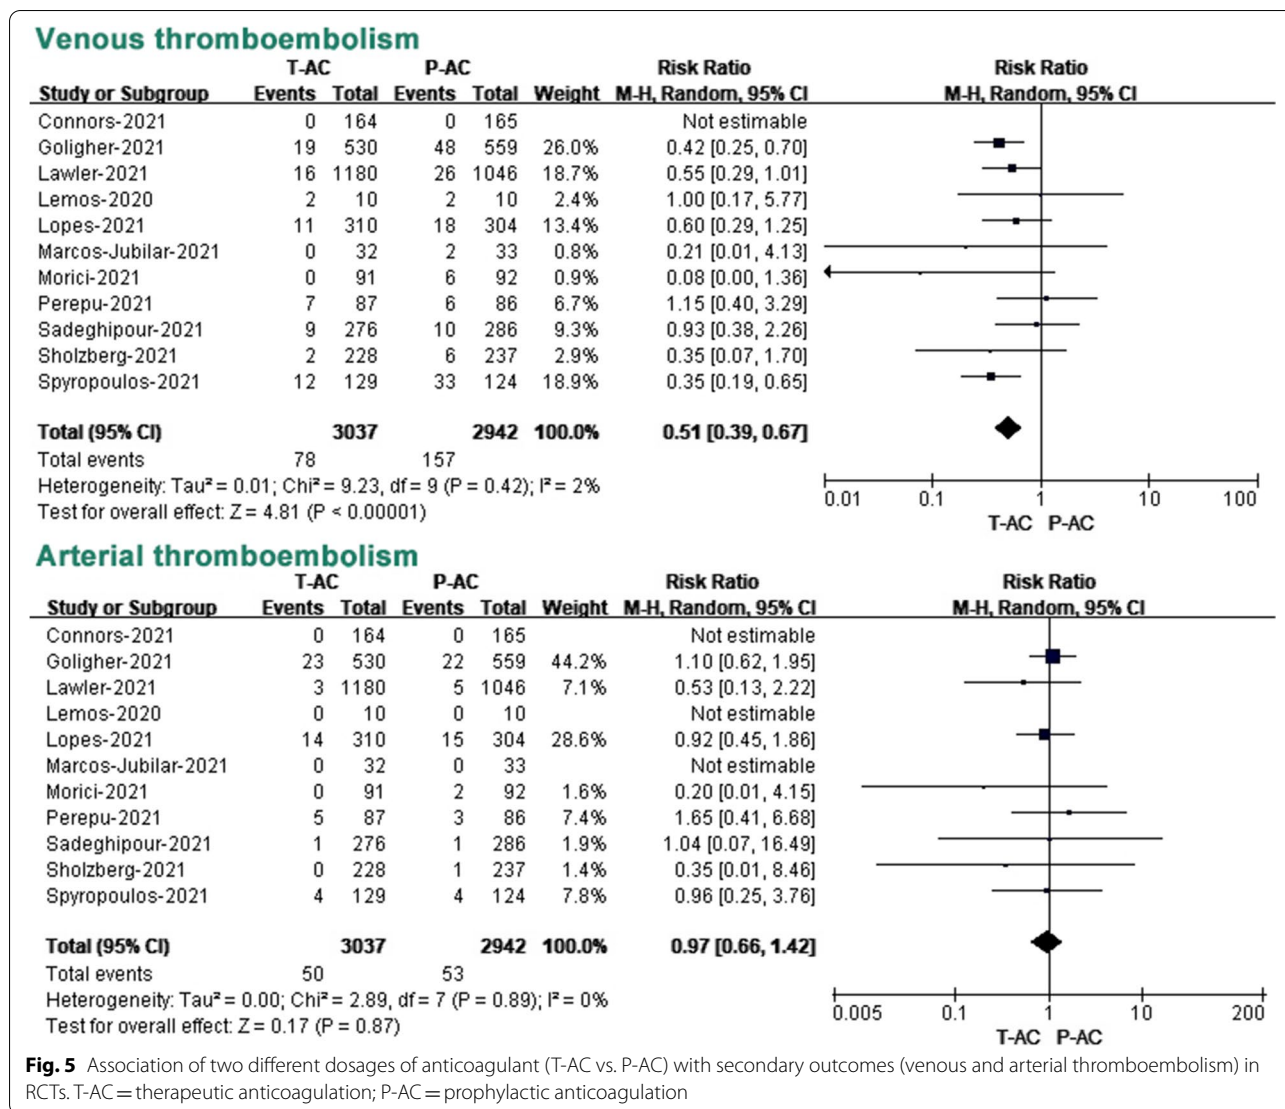 Venous thromboembolism
T-AC P-AC Risk Ratio Risk Ratio
Study or Subgroup Events Total Events Total Weight M-H, Random, 95% CI M-H, Random, 95% CI
Connors-2021 0 164 0 165 Not estimable
Goligher-2021 19 530 48 559 26.0% 0.42 [0.25, 0.70]
Lawler-2021 16 1180 26 1046 18.7% 0.55 [0.29, 1.01]
Lemos-2020 2 10 2 10 2.4% 1.00 [0.17, 5.77]
Lopes-2021 11 310 18 304 13.4% 0.60 [0.29, 1.25]
Marcos-Jubilar-2021 0 32 2 33 0.8% 0.21 [0.01, 4.13]
Morici-2021 0 91 6 92 0.9% 0.08 [0.00, 1.36]
Perepu-2021 7 87 6 86 6.7% 1.15 [0.40, 3.29]
Sadeghipour-2021 9 276 10 286 9.3% 0.93 [0.38, 2.26]
Sholzberg-2021 2 228 6 237 2.9% 0.35 [0.07, 1.70]
Spyropoulos-2021 12 129 33 124 18.9% 0.35 [0.19, 0.65]
Total (95% CI) 3037 2942 100.0% 0.51 [0.39, 0.67]
Total events 78 157
Heterogeneity: Tau² = 0.01; Chi² = 9.23, df = 9 (P = 0.42); I² = 2%
Test for overall effect: Z = 4.81 (P < 0.00001)
0.01 0.1 1 10 100
T-AC P-AC
Arterial thromboembolism
T-AC P-AC Risk Ratio Risk Ratio
Study or Subgroup Events Total Events Total Weight M-H, Random, 95% CI M-H, Random, 95% CI
Connors-2021 0 164 0 165 Not estimable
Goligher-2021 23 530 22 559 44.2% 1.10 [0.62, 1.95]
Lawler-2021 3 1180 5 1046 7.1% 0.53 [0.13, 2.22]
Lemos-2020 0 10 0 10 Not estimable
Lopes-2021 14 310 15 304 28.6% 0.92 [0.45, 1.86]
Marcos-Jubilar-2021 0 32 0 33 Not estimable
Morici-2021 0 91 2 92 1.6% 0.20 [0.01, 4.15]
Perepu-2021 5 87 3 86 7.4% 1.65 [0.41, 6.68]
Sadeghipour-2021 1 276 1 286 1.9% 1.04 [0.07, 16.49]
Sholzberg-2021 0 228 1 237 1.4% 0.35 [0.01, 8.46]
Spyropoulos-2021 4 129 4 124 7.8% 0.96 [0.25, 3.76]
Total (95% CI) 3037 2942 100.0% 0.97 [0.66, 1.42]
Total events 50 53
Heterogeneity: Tau² = 0.00; Chi² = 2.89, df = 7 (P = 0.89); I² = 0%
Test for overall effect: Z = 0.17 (P = 0.87)
0.005 0.1 1 10 200
T-AC P-AC
Fig. 5 Association of two different dosages of anticoagulant (T-AC vs. P-AC) with secondary outcomes (venous and arterial thromboembolism) in
RCTs. T-AC = therapeutic anticoagulation; P-AC = prophylactic anticoagulation